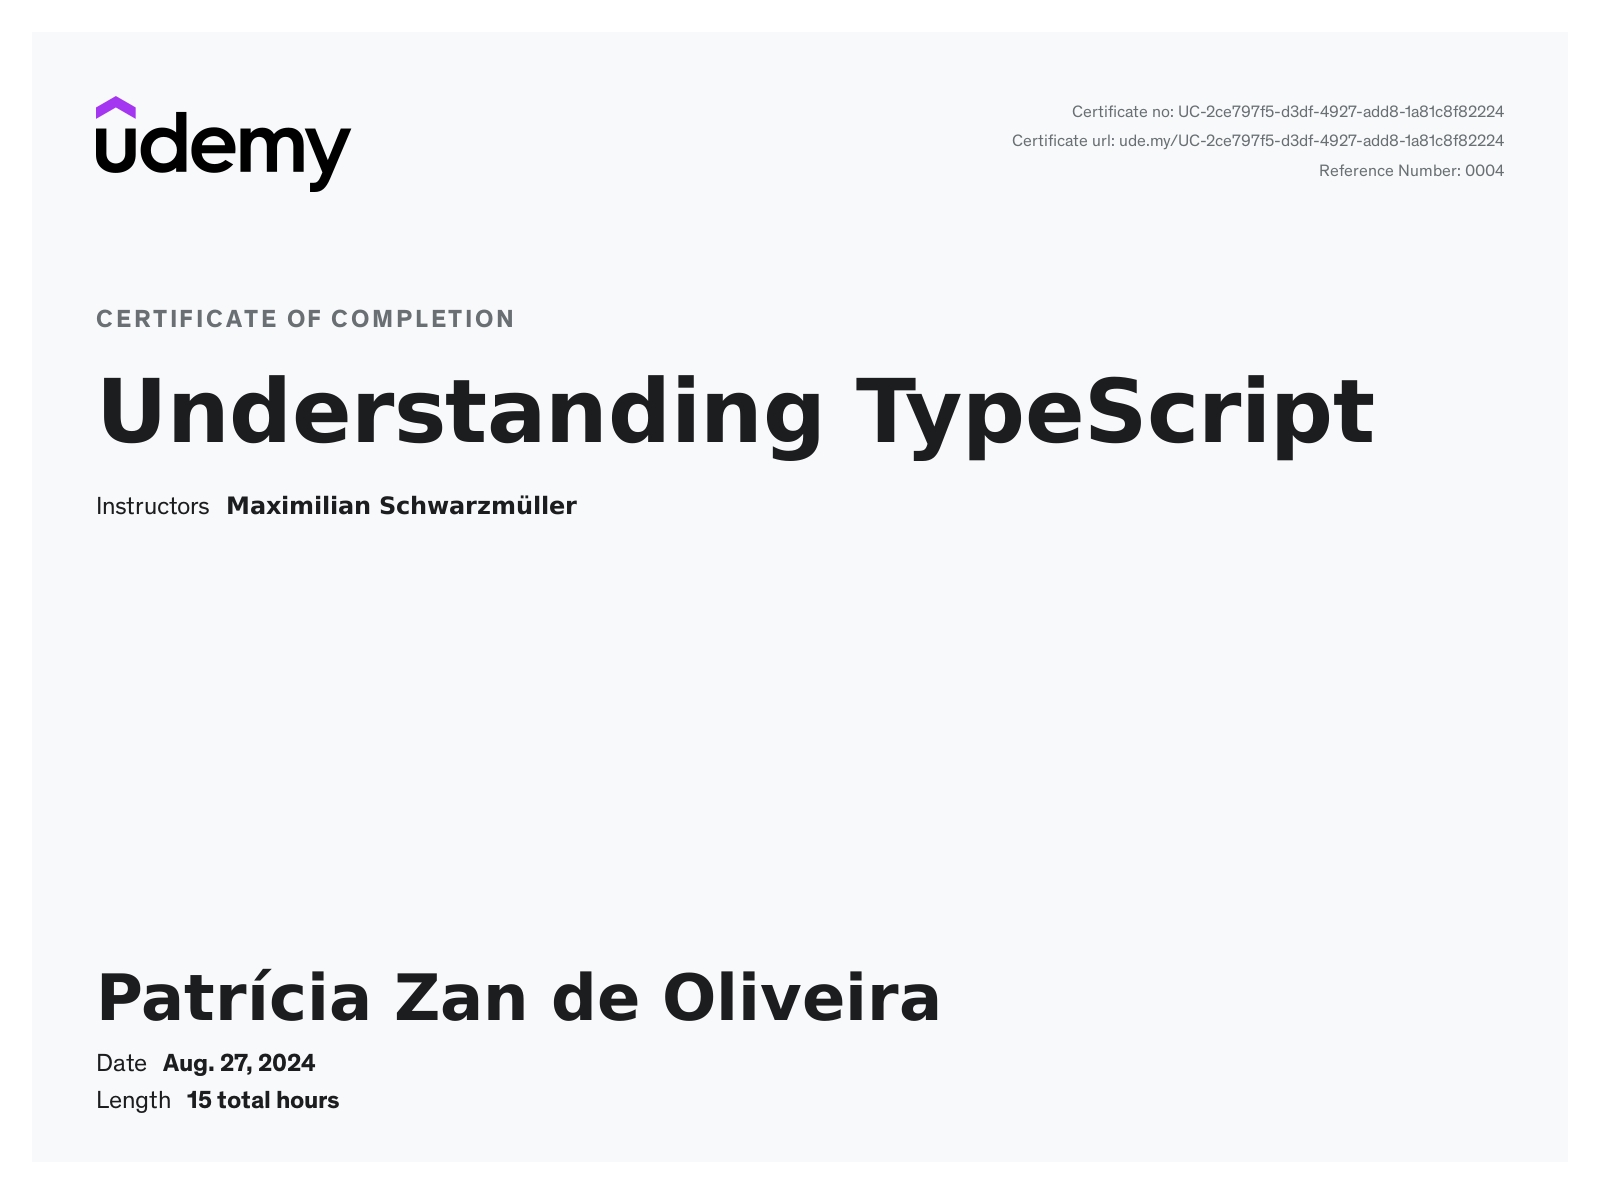 udemy
Certificate no: UC-2ce797f5-d3df-4927-add8-1a81c8f82224
Certificate url: ude.my/UC-2ce797f5-d3df-4927-add8-1a81c8f82224
Reference Number: 0004
CERTIFICATE OF COMPLETION
Understanding TypeScript
Instructors Maximilian Schwarzmüller
Patrícia Zan de Oliveira
Date Aug. 27, 2024
Length 15 total hours